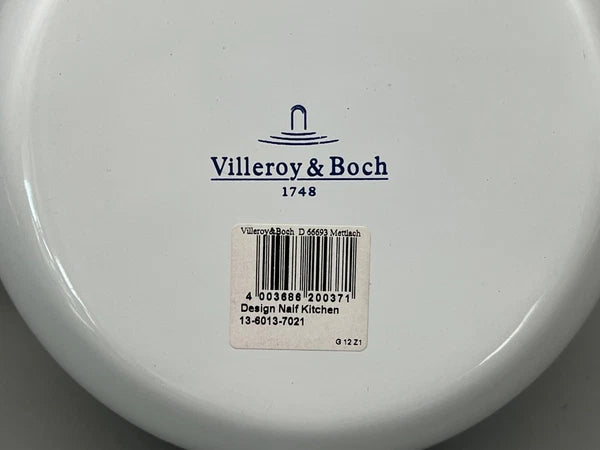 Villeroy & Boch
1748
Villeroy&Boch D 66693 Mettlach
4 003686 200371
Design Naif Kitchen
13-6013-7021
G 12 Z1